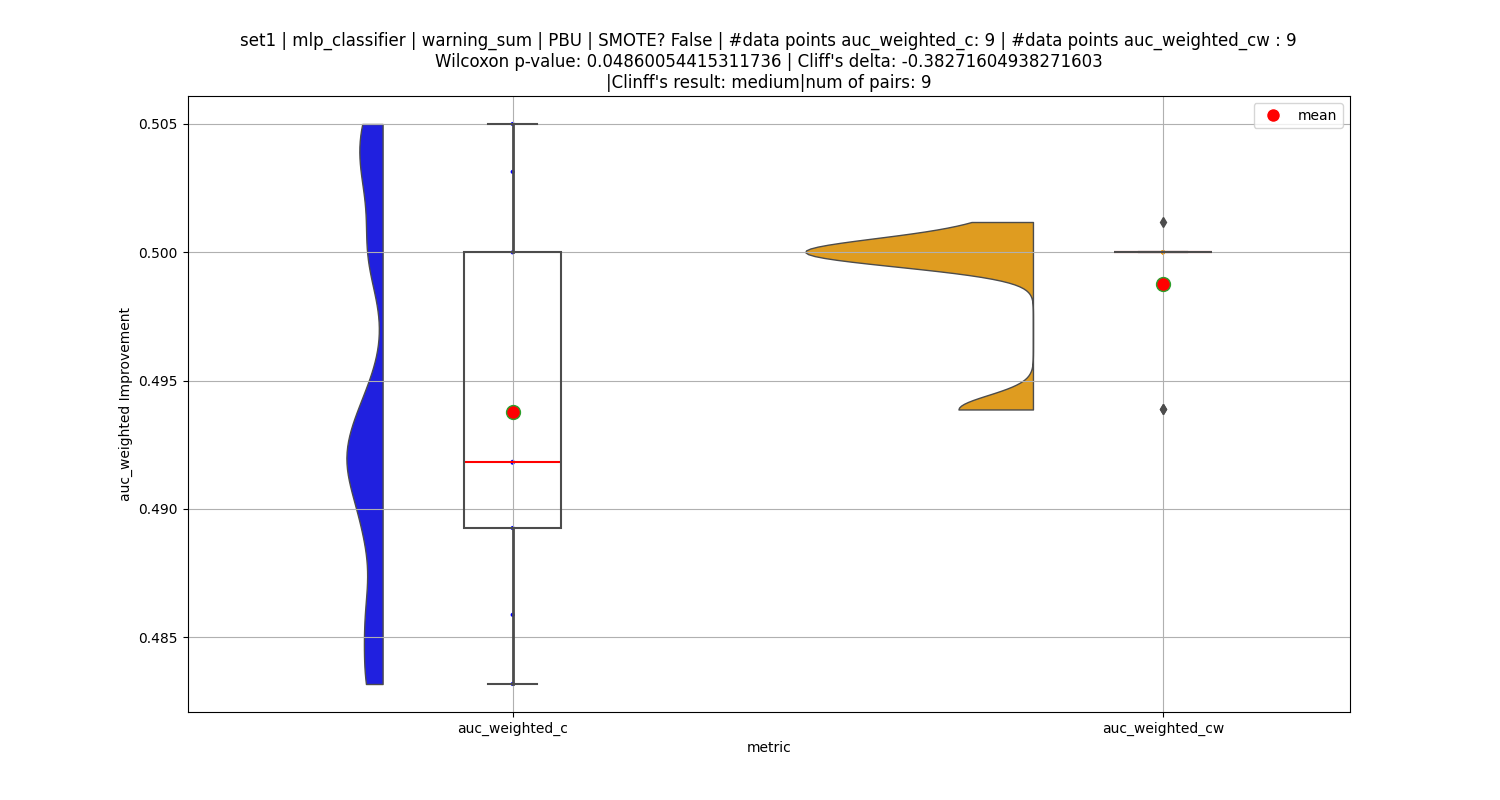 set1 | mlp_classifier | warning_sum | PBU | SMOTE? False | #data points auc_weighted_c: 9 | #data points auc_weighted_cw : 9
Wilcoxon p-value: 0.04860054415311736 | Cliff's delta: -0.38271604938271603
|Clinff's result: medium|num of pairs: 9
mean
0.505
0.500
0.495
0.490
0.485
auc_weighted Improvement
auc_weighted_c
auc_weighted_cw
metric